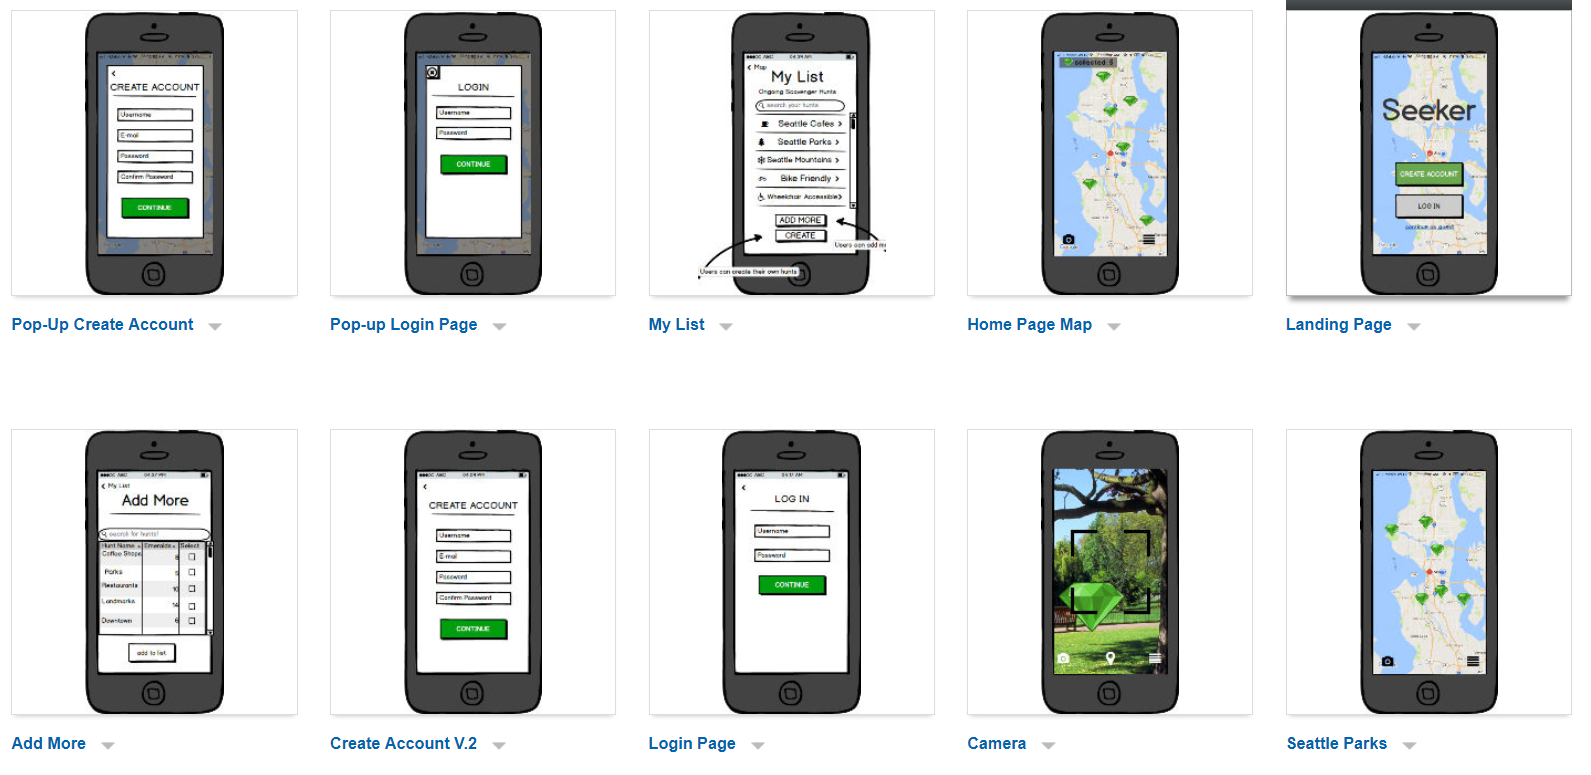 CREATE ACCOUNT
Username
E-mail
Password
Confirm Password
CONTINUE
Pop-Up Create Account
LOGIN
Username
Password
CONTINUE
Pop-up Login Page
Map
My List
Ongoing Scavenger Hunts
search your hunts
Seattle Cafes
Seattle Parks
Seattle Mountains
Bike Friendly
Wheelchair Accessible
ADD MORE
CREATE
Users can add m
Users can create their own hunts
My List
selected: 5
Home Page Map
Seeker
CREATE ACCOUNT
LOG IN
continue as guest
Landing Page
My List
Add More
search for hunts!
Hunt Name Emeralds Select
Coffee Shops 8
Parks 5
Restaurants 10
Landmarks 14
Downtown 6
add to list
Add More
CREATE ACCOUNT
Username
E-mail
Password
Confirm Password
CONTINUE
Create Account V.2
LOG IN
Username
Password
CONTINUE
Login Page
Camera
Seattle Parks